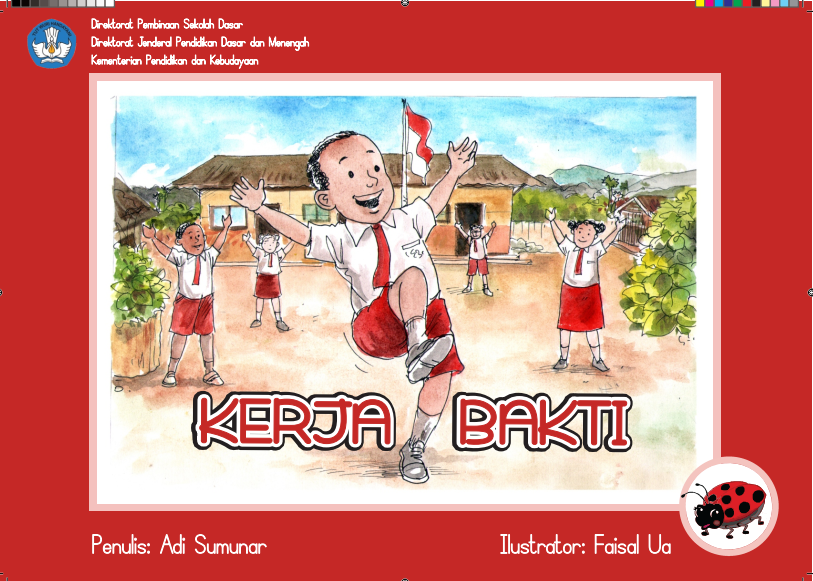 Direktorat Pembinaan Sekolah Dasar
Direktorat Jenderal Pendidikan Dasar dan Menengah
Kementerian Pendidikan dan Kebudayaan
KERJA BAKTI
Penulis: Adi Sumunar
Ilustrator: Faisal Ua